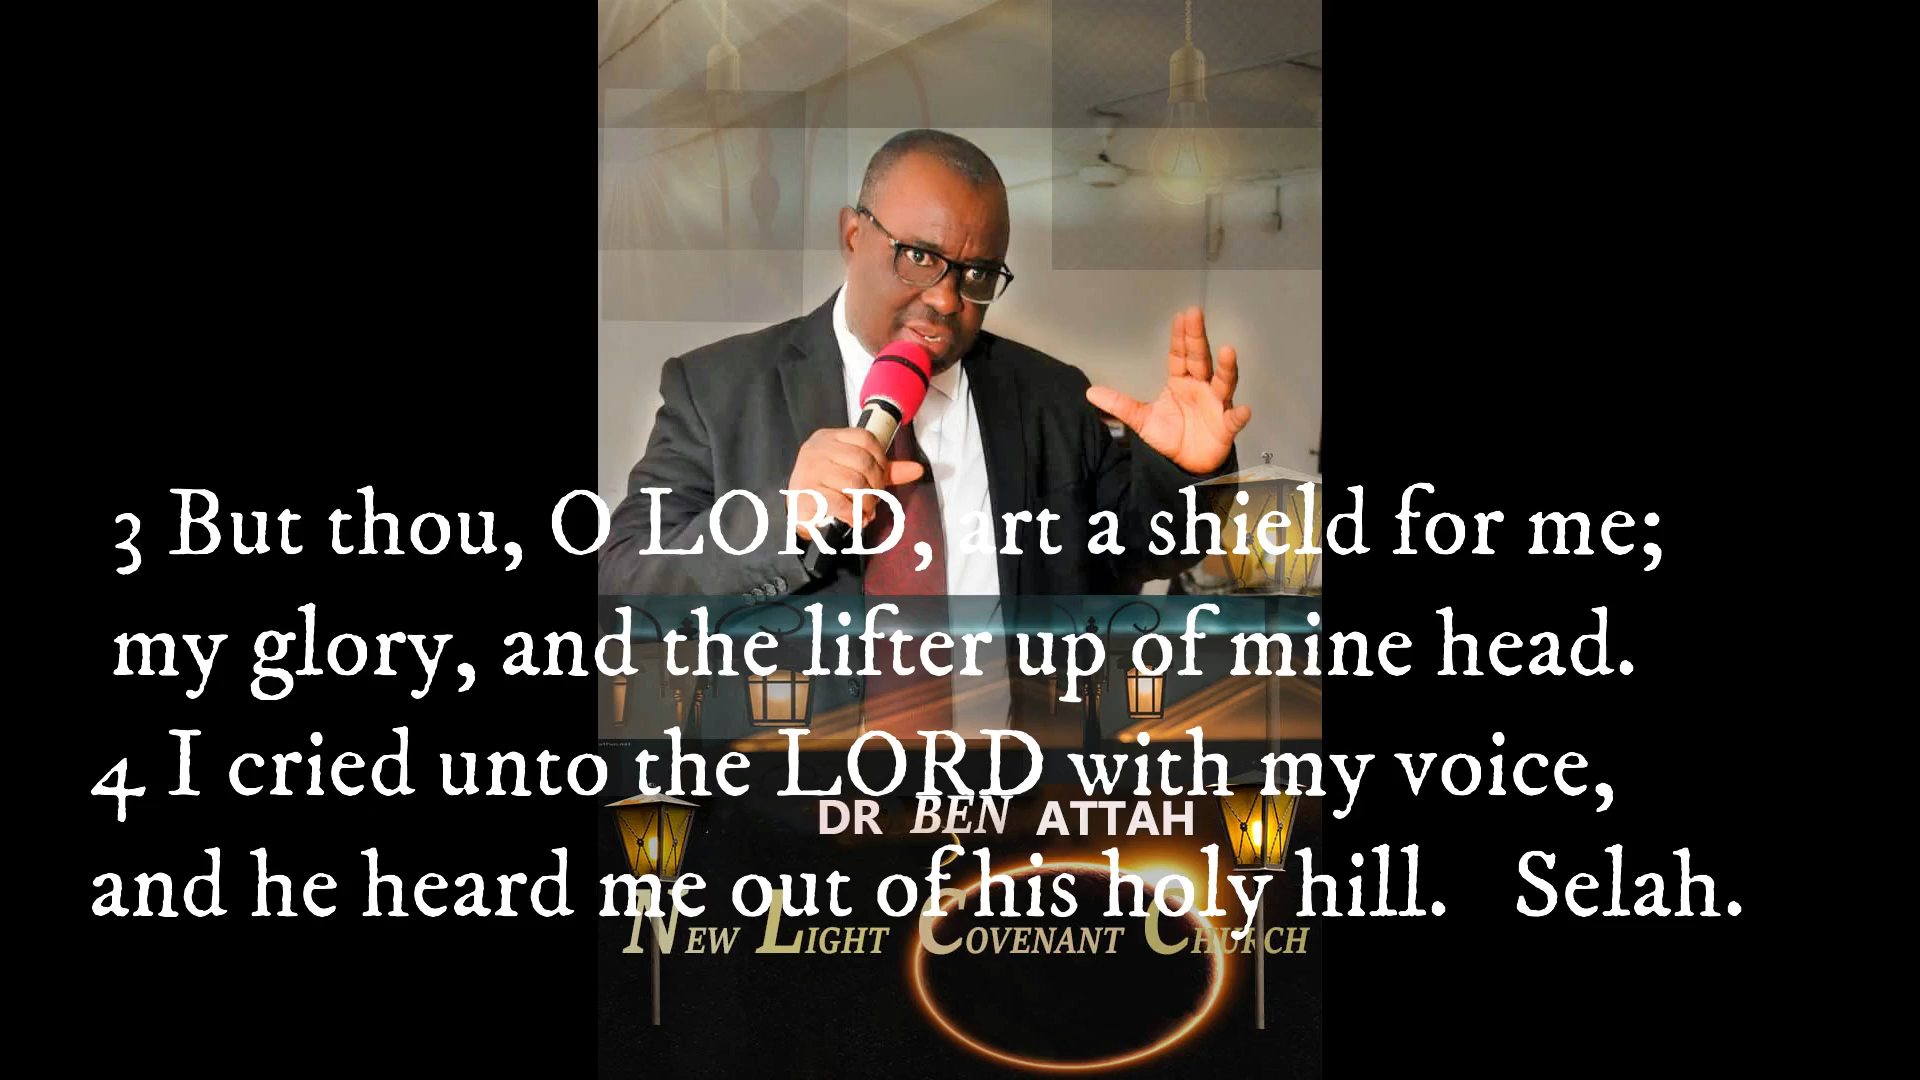 3 But thou, O LORD, art a shield for me;
my glory, and the lifter up of mine head.
4 I cried unto the LORD with my voice,
DR BEN ATTAH
and he heard me out of his holy hill. Selah.
NEW LIGHT COVENANT CHURCH